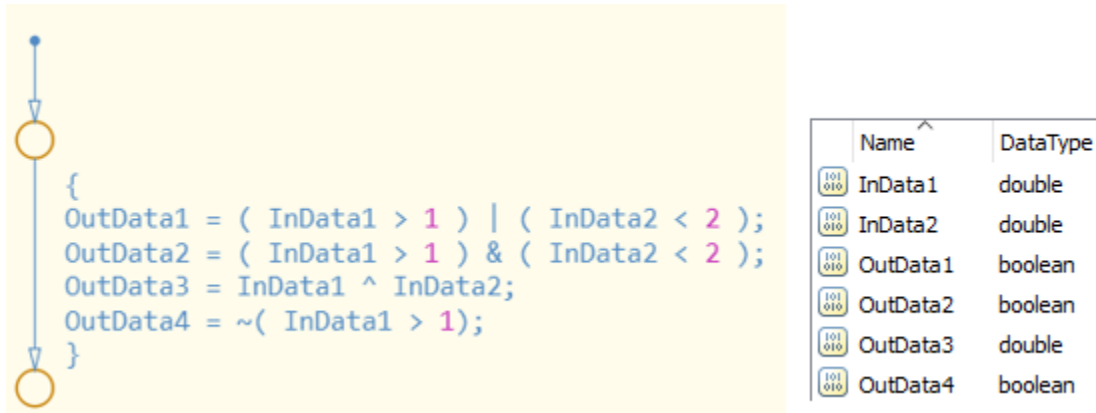 {
OutData1 = ( InData1 > 1 ) | ( InData2 < 2 );
OutData2 = ( InData1 > 1 ) & ( InData2 < 2 );
OutData3 = InData1 ^ InData2;
OutData4 = ~( InData1 > 1);
}
Name DataType
InData1 double
InData2 double
OutData1 boolean
OutData2 boolean
OutData3 double
OutData4 boolean